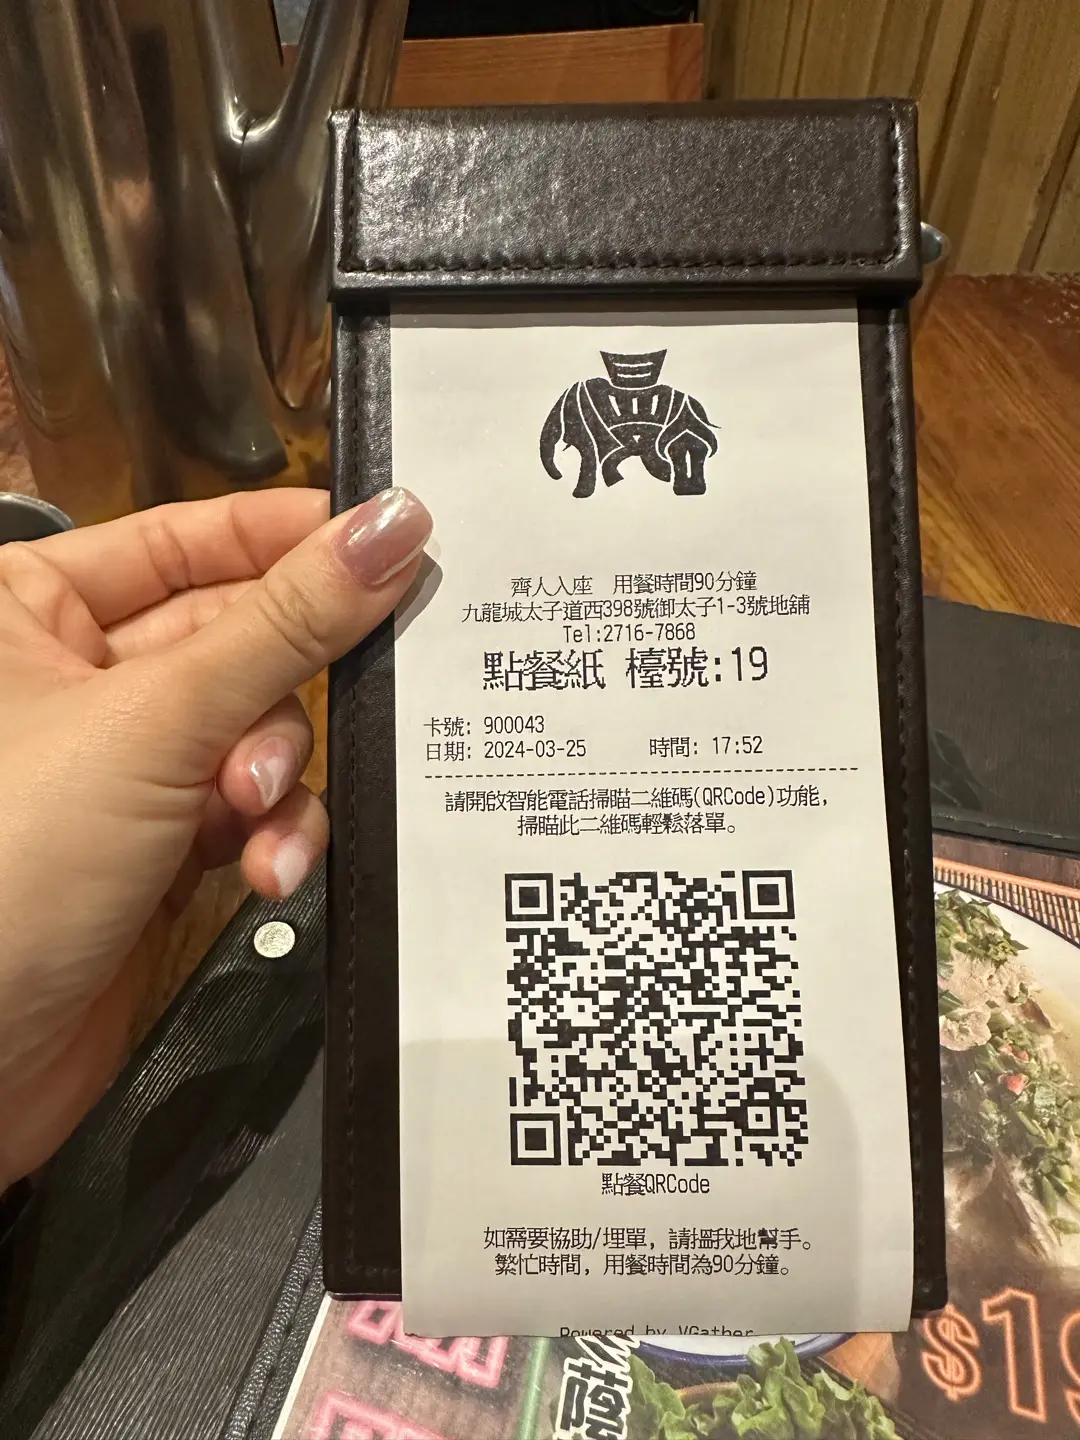 齊人入座 用餐時間90分鐘
九龍城太子道西398號御太子1-3號地舖
Tel:2716-7868
點餐紙 檯號:19
卡號: 900043
日期: 2024-03-25 時間: 17:52
請開啟智能電話掃瞄二維碼(QRCode)功能,
掃瞄此二維碼輕鬆落單。
點餐QRCode
如需要協助/埋單, 請搵我地幫手。
繁忙時間, 用餐時間為90分鐘。
Powered by VGather
$19